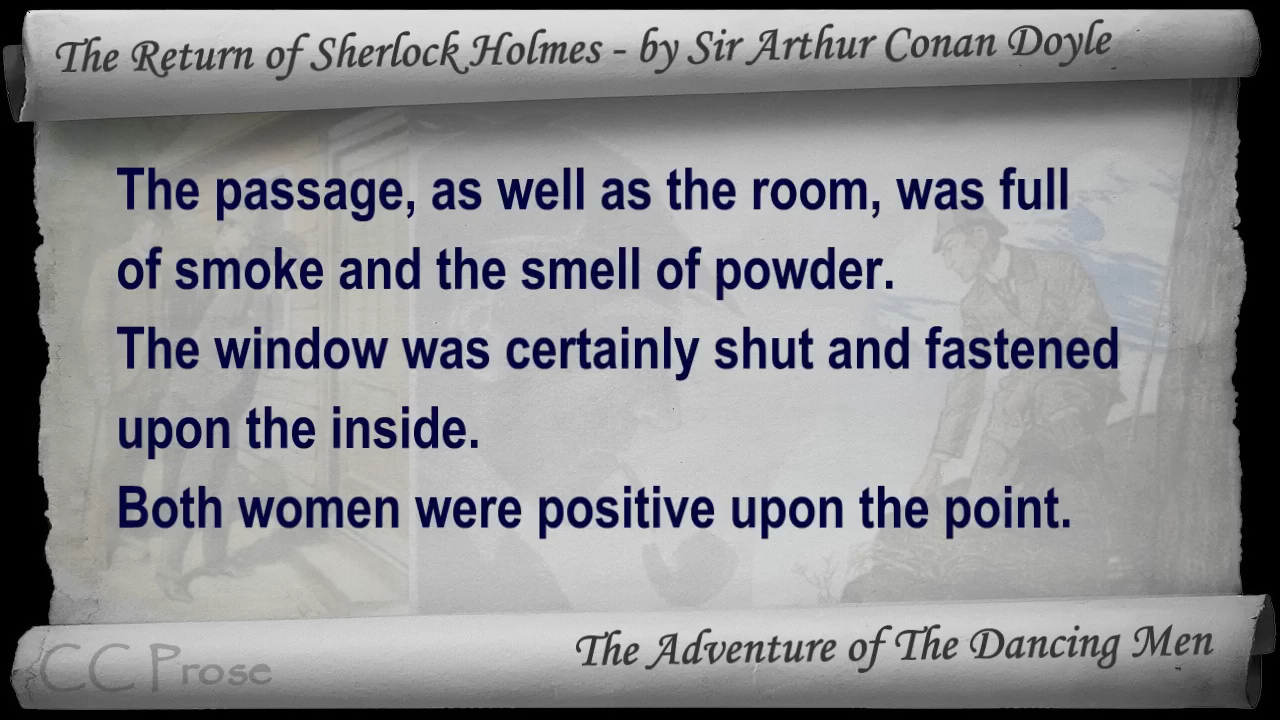 The Return of Sherlock Holmes - by Sir Arthur Conan Doyle
The passage, as well as the room, was full
of smoke and the smell of powder.
The window was certainly shut and fastened
upon the inside.
Both women were positive upon the point.
The Adventure of The Dancing Men
CC Prose